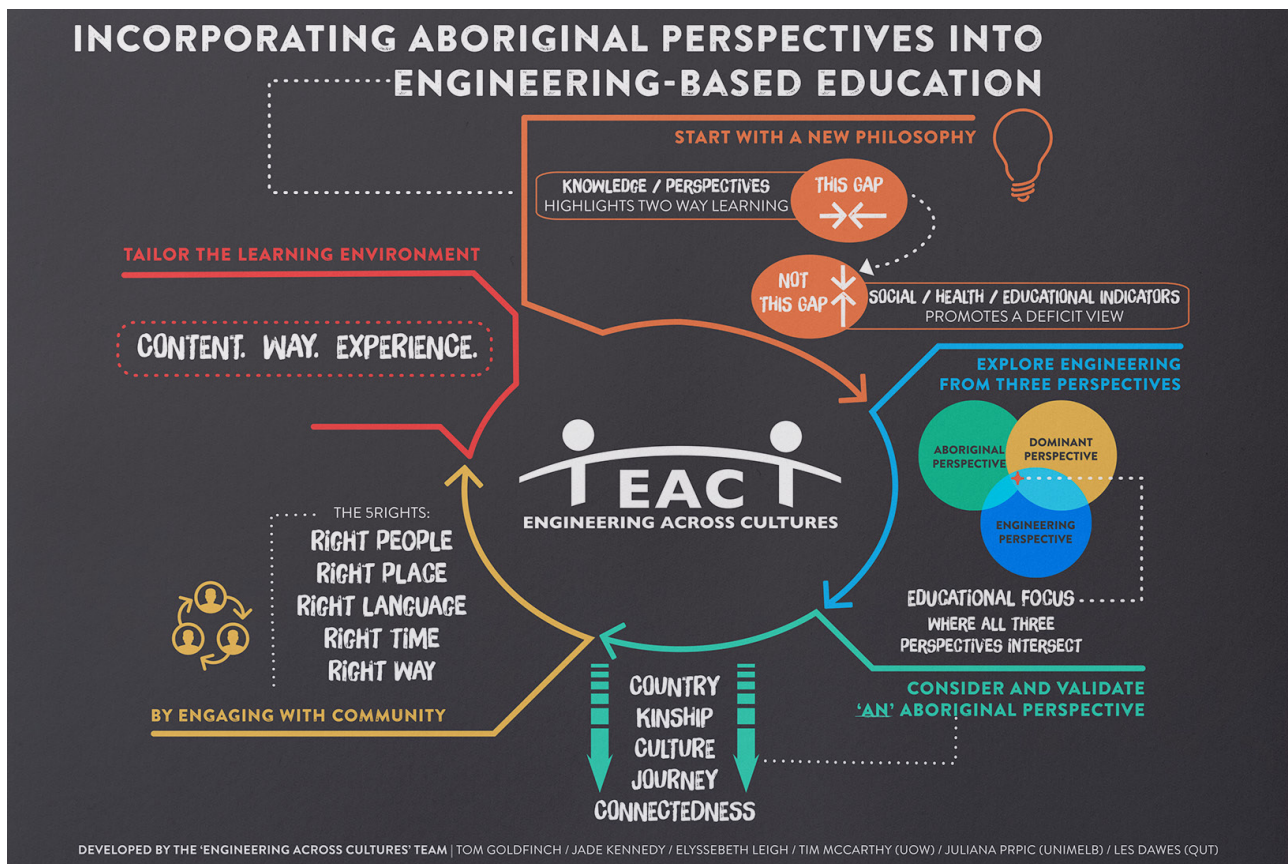 INCORPORATING ABORIGINAL PERSPECTIVES INTO
ENGINEERING-BASED EDUCATION
START WITH A NEW PHILOSOPHY
KNOWLEDGE / PERSPECTIVES
HIGHLIGHTS TWO WAY LEARNING
THIS GAP
NOT
THIS GAP
SOCIAL / HEALTH / EDUCATIONAL INDICATORS
PROMOTES A DEFICIT VIEW
EXPLORE ENGINEERING
FROM THREE PERSPECTIVES
ABORIGINAL
PERSPECTIVE
DOMINANT
PERSPECTIVE
ENGINEERING
PERSPECTIVE
EDUCATIONAL FOCUS
WHERE ALL THREE
PERSPECTIVES INTERSECT
CONSIDER AND VALIDATE
'AN' ABORIGINAL PERSPECTIVE
COUNTRY
KINSHIP
CULTURE
JOURNEY
CONNECTEDNESS
BY ENGAGING WITH COMMUNITY
THE 5RIGHTS:
RIGHT PEOPLE
RIGHT PLACE
RIGHT LANGUAGE
RIGHT TIME
RIGHT WAY
TAILOR THE LEARNING ENVIRONMENT
CONTENT. WAY. EXPERIENCE.
EAC
ENGINEERING ACROSS CULTURES
DEVELOPED BY THE 'ENGINEERING ACROSS CULTURES' TEAM | TOM GOLDFINCH / JADE KENNEDY / ELYSSEBETH LEIGH / TIM MCCARTHY (UOW) / JULIANA PRPIC (UNIMELB) / LES DAWES (QUT)